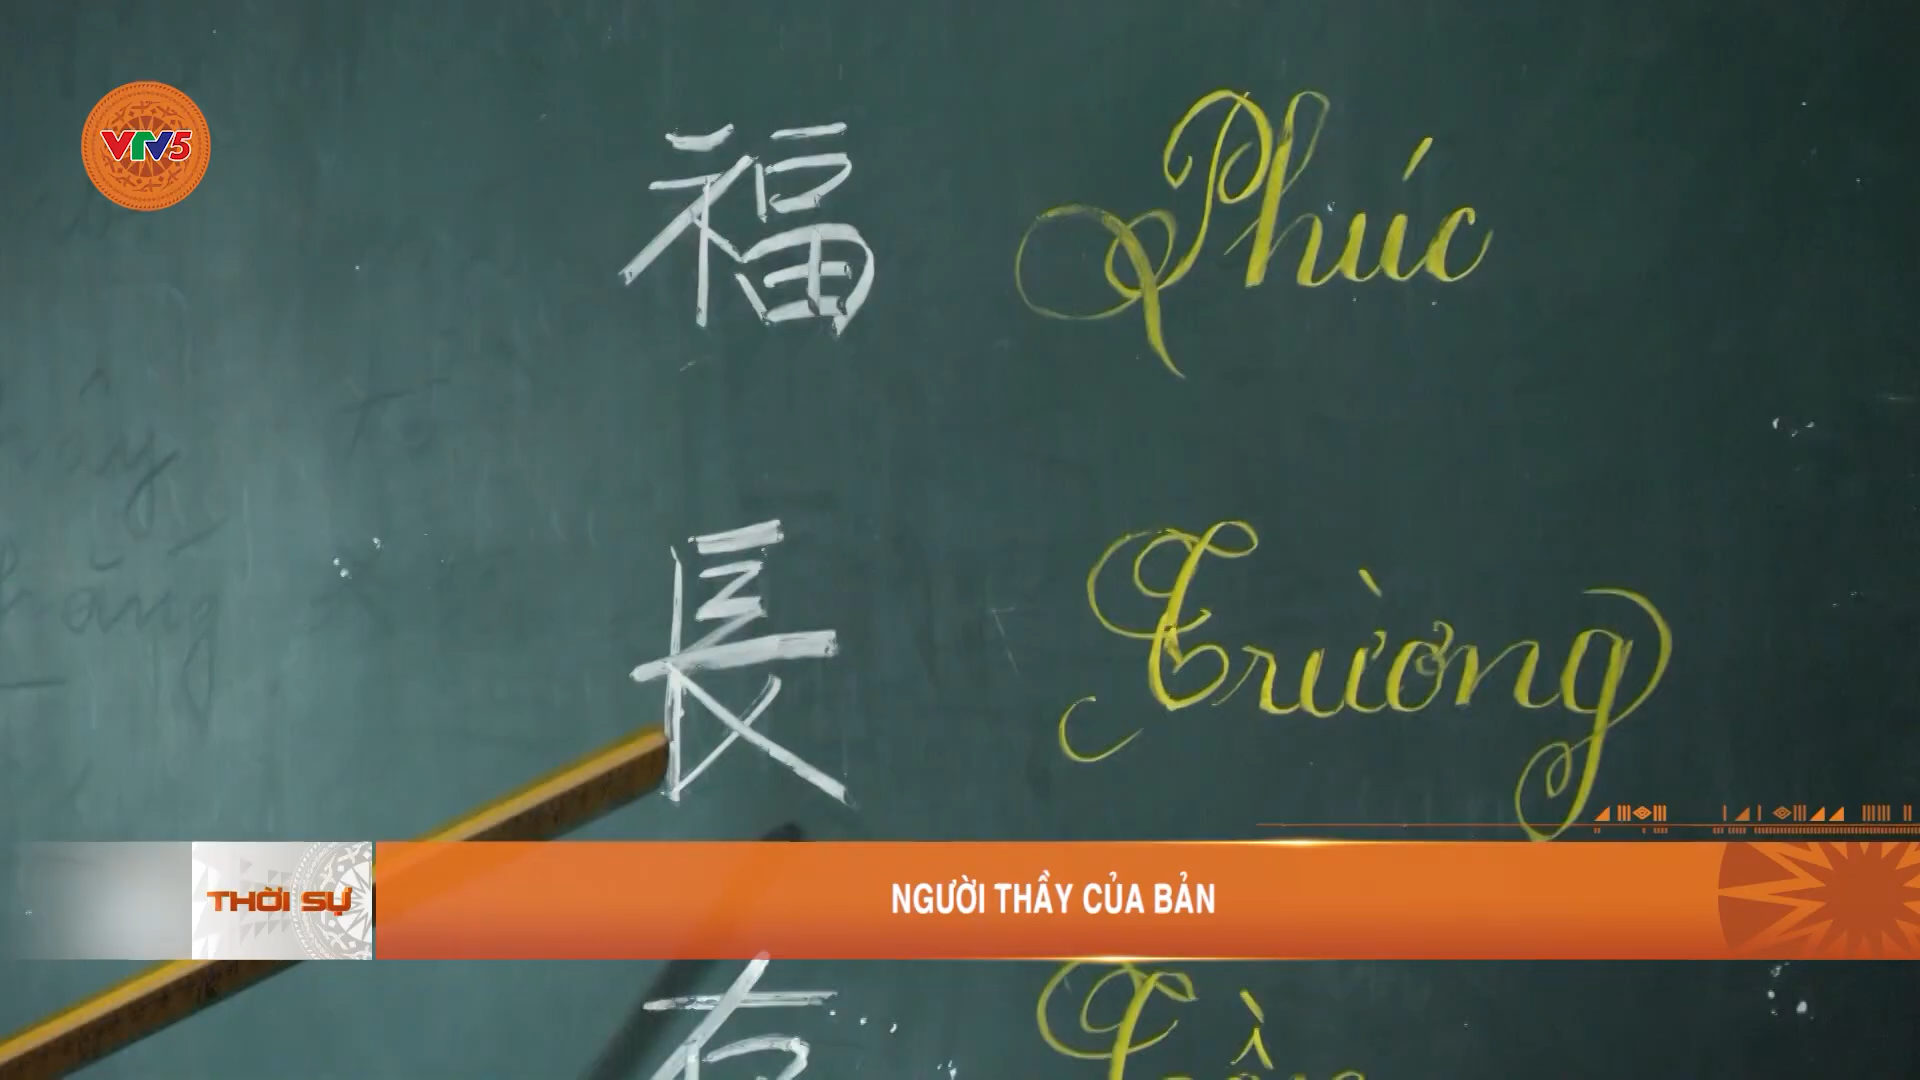 VTV5
福 Phúc
長 Trường
THỜI SỰ
NGƯỜI THẦY CỦA BẢN